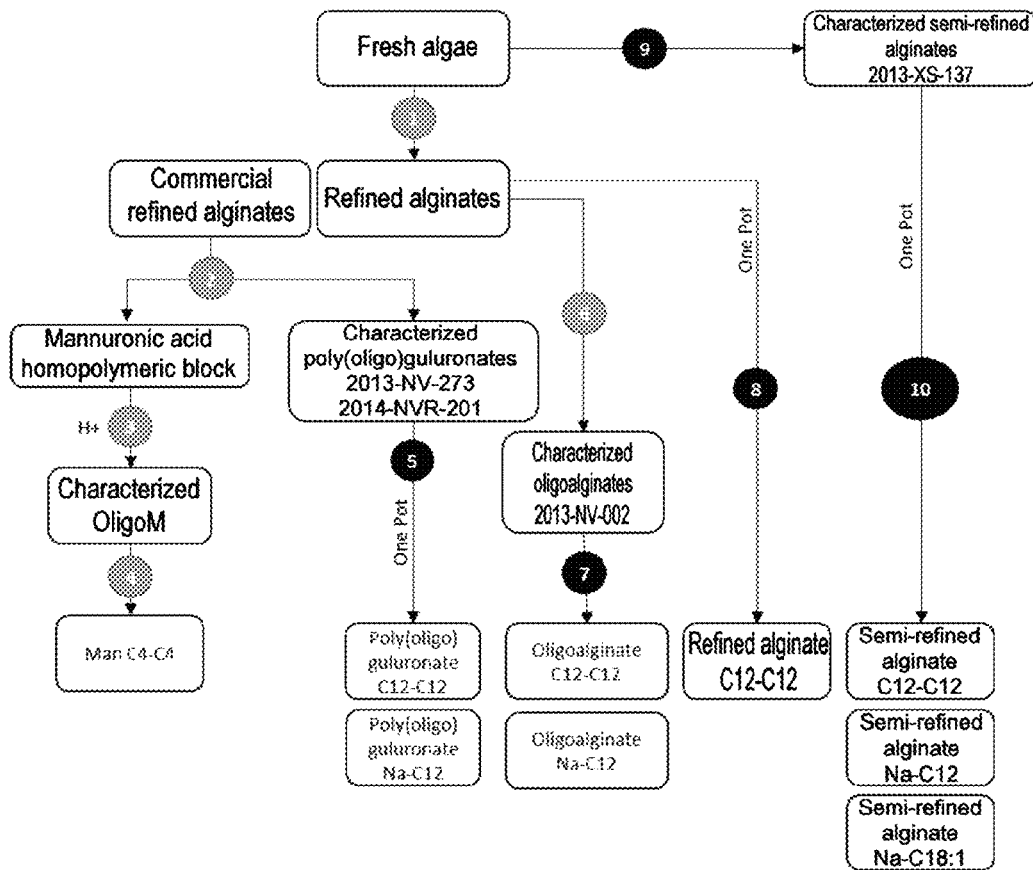 Fresh algae
9
Characterized semi-refined
alginates
2013-XS-137
Commercial
refined alginates
Refined alginates
One Pot
One Pot
Mannuronic acid
homopolymeric block
Characterized
poly(oligo)guluronates
2013-NV-273
2014-NVR-201
8
10
H+
5
Characterized
OligoM
Characterized
oligoalginates
2013-NV-002
One Pot
7
Man C4-C4
Poly(oligo)
guluronate
C12-C12
Oligoalginate
C12-C12
Refined alginate
C12-C12
Semi-refined
alginate
C12-C12
Poly(oligo)
guluronate
Na-C12
Oligoalginate
Na-C12
Semi-refined
alginate
Na-C12
Semi-refined
alginate
Na-C18:1